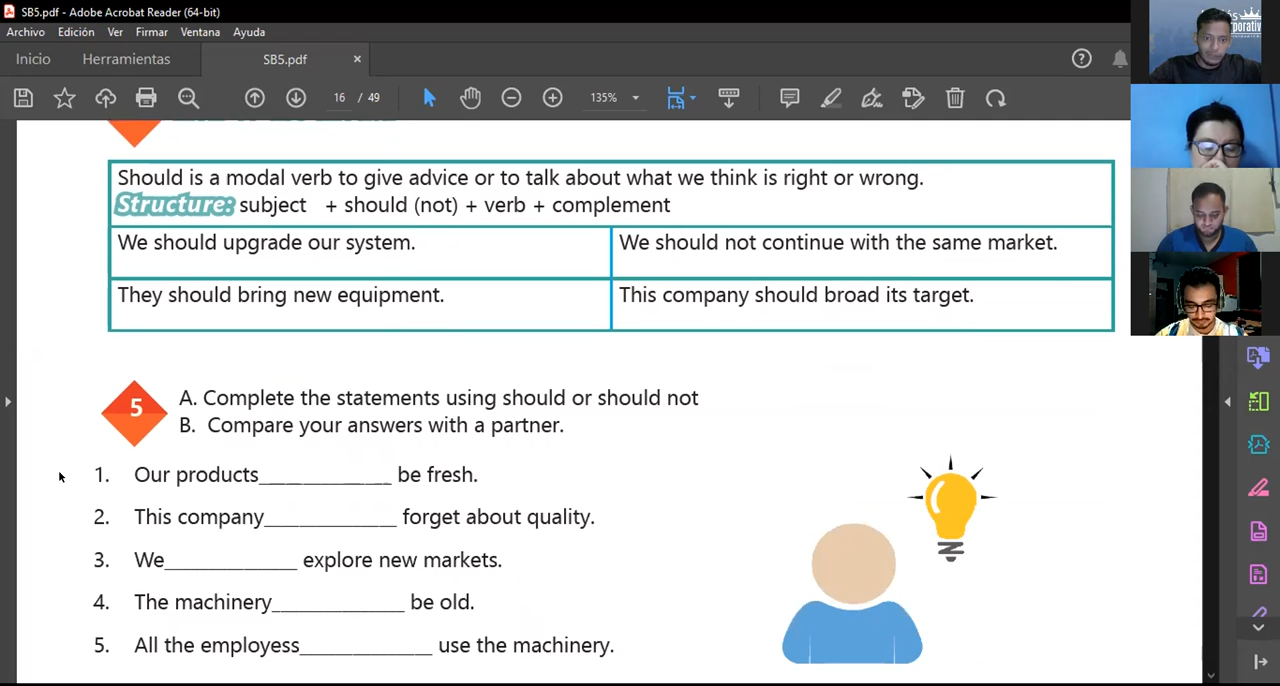 SB5.pdf - Adobe Acrobat Reader (64-bit)
Archivo Edición Ver Firmar Ventana Ayuda
Inicio Herramientas SB5.pdf ×
16 / 49 135%
Should is a modal verb to give advice or to talk about what we think is right or wrong.
Structure: subject + should (not) + verb + complement
We should upgrade our system. We should not continue with the same market.
They should bring new equipment. This company should broad its target.
5
A. Complete the statements using should or should not
B. Compare your answers with a partner.
1. Our products____________ be fresh.
2. This company____________ forget about quality.
3. We____________ explore new markets.
4. The machinery____________ be old.
5. All the employess____________ use the machinery.